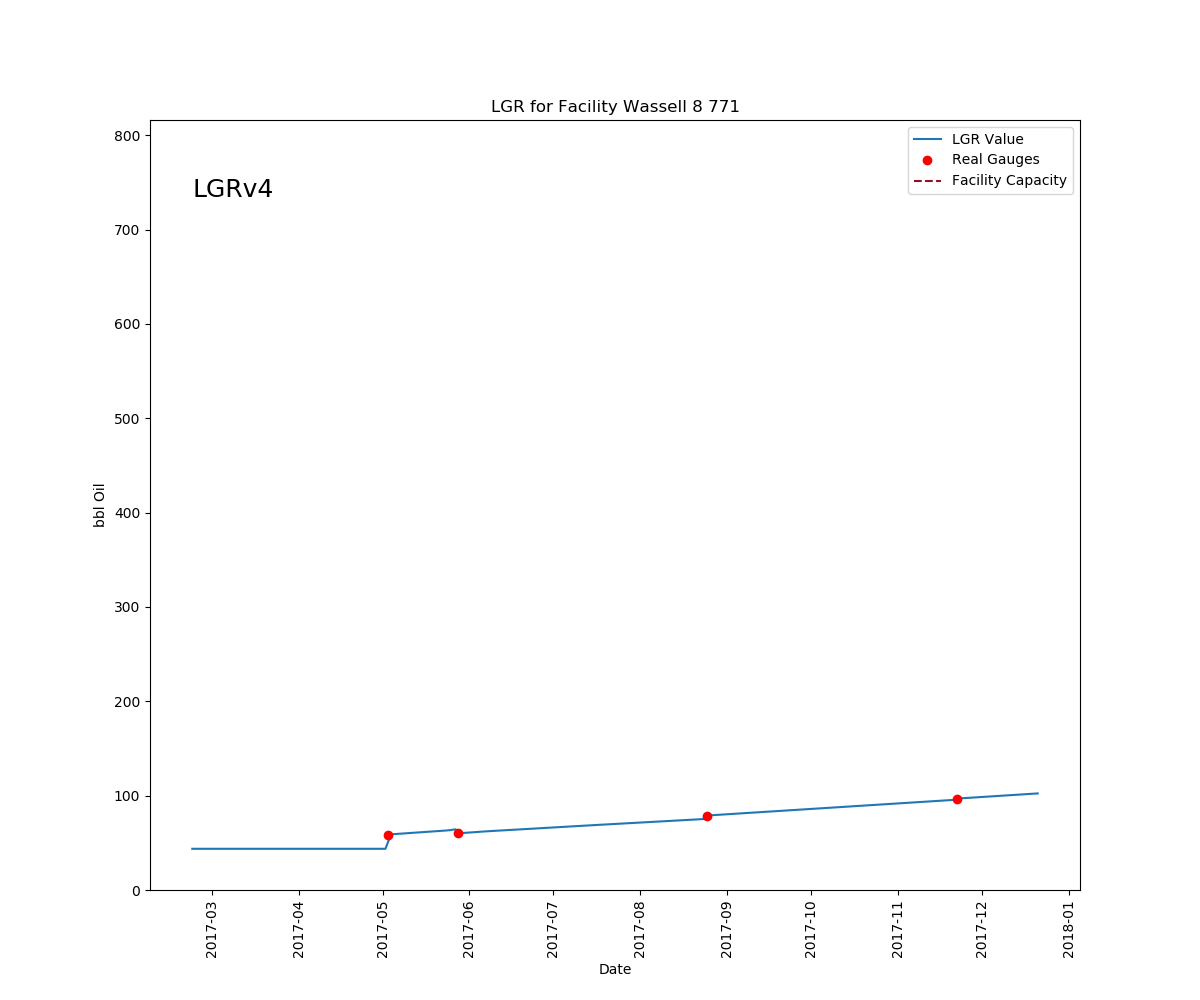 LGR for Facility Wassell 8 771
LGRv4
LGR Value
Real Gauges
Facility Capacity
bbl Oil
800
700
600
500
400
300
200
100
0
2017-03
2017-04
2017-05
2017-06
2017-07
2017-08
2017-09
2017-10
2017-11
2017-12
2018-01
Date